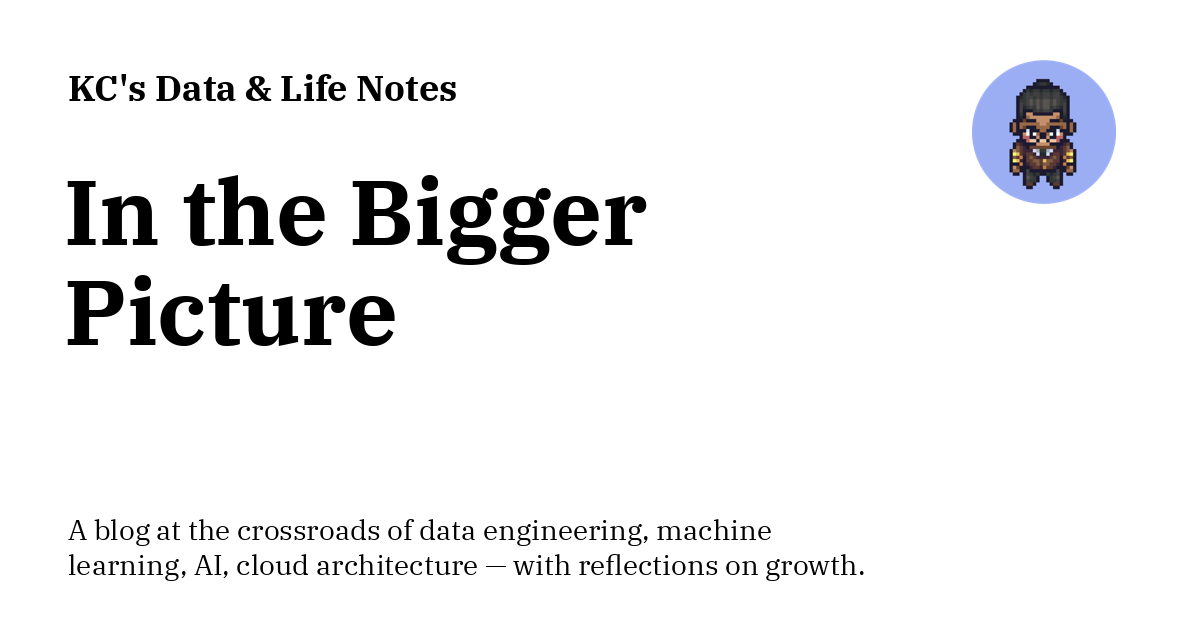 KC's Data & Life Notes
In the Bigger
Picture
A blog at the crossroads of data engineering, machine
learning, AI, cloud architecture — with reflections on growth.